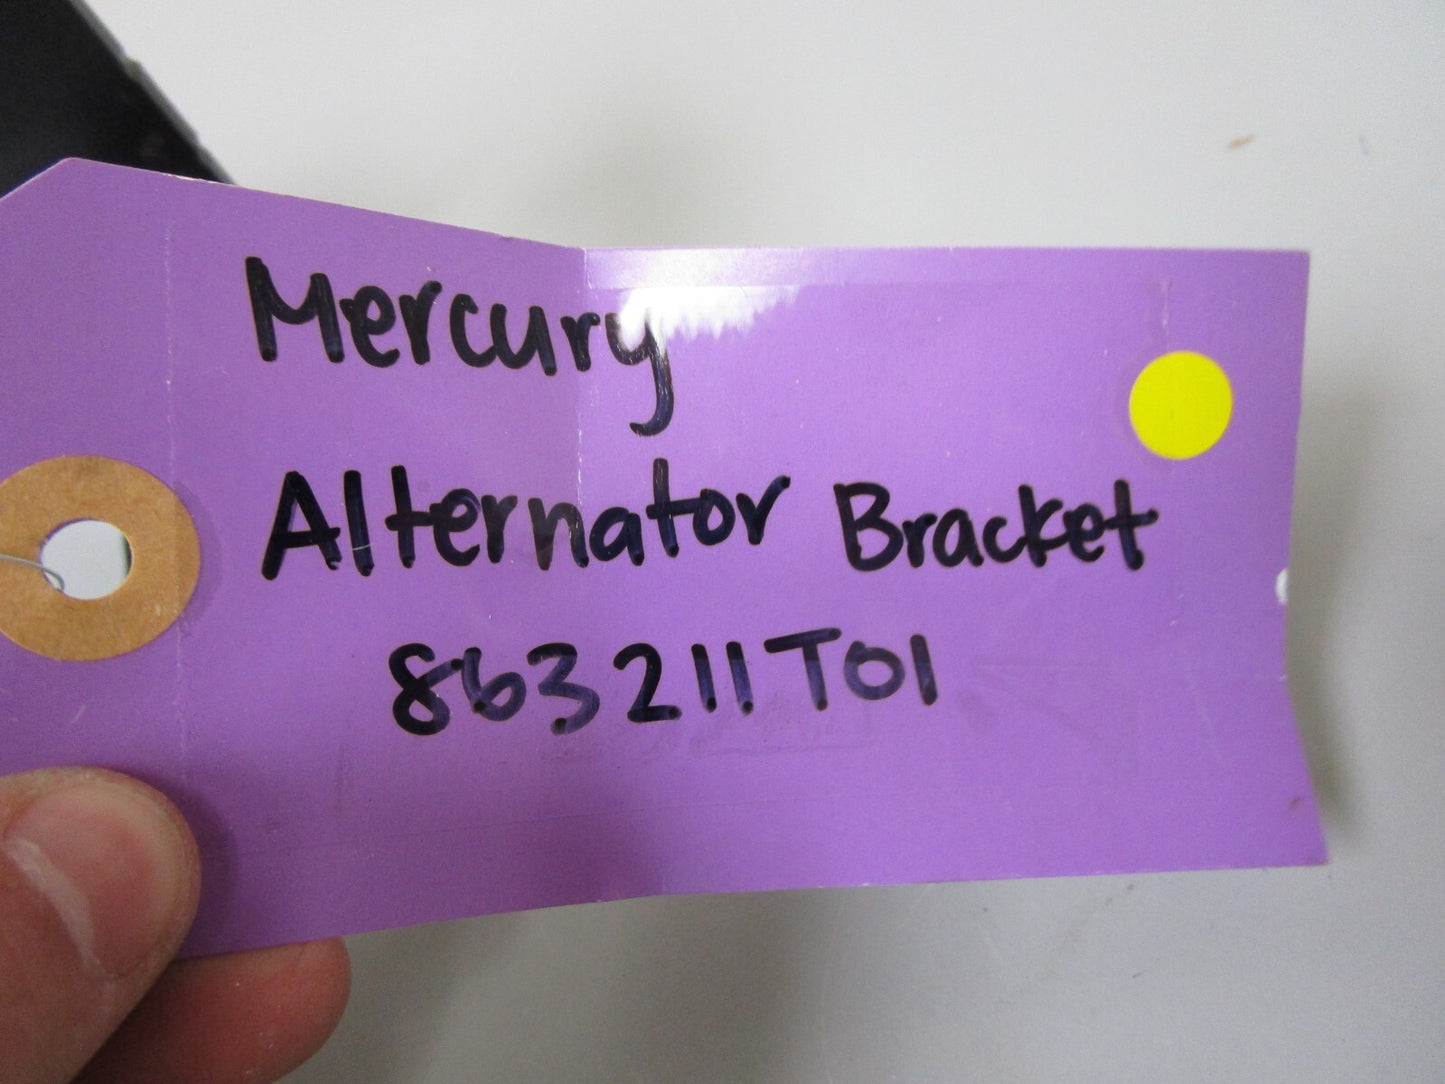 Mercury
Alternator Bracket
863211T01